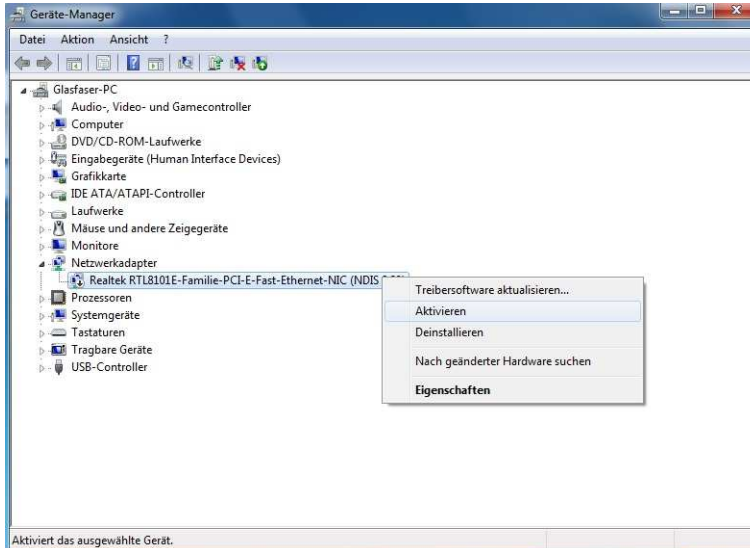 Geräte-Manager
Datei Aktion Ansicht ?
Glasfaser-PC
Audio-, Video- und Gamecontroller
Computer
DVD/CD-ROM-Laufwerke
Eingabegeräte (Human Interface Devices)
Grafikkarte
IDE ATA/ATAPI-Controller
Laufwerke
Mäuse und andere Zeigegeräte
Monitore
Netzwerkadapter
Realtek RTL8101E-Familie-PCI-E-Fast-Ethernet-NIC (NDIS
Prozessoren
Systemgeräte
Tastaturen
Tragbare Geräte
USB-Controller
Treibersoftware aktualisieren...
Aktivieren
Deinstallieren
Nach geänderter Hardware suchen
Eigenschaften
Aktiviert das ausgewählte Gerät.